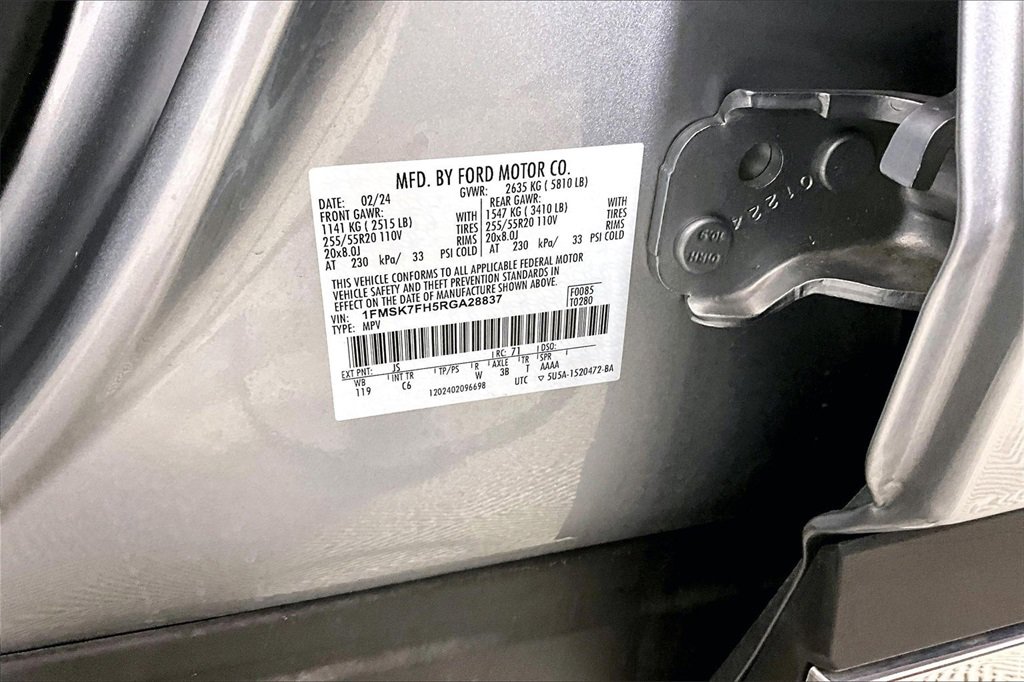 MFD. BY FORD MOTOR CO.
DATE: 02/24 GVWR: 2635 KG ( 5810 LB)
FRONT GAWR: WITH REAR GAWR: WITH
1141 KG ( 2515 LB) TIRES 1547 KG ( 3410 LB) TIRES
255/55R20 110V RIMS 255/55R20 110V RIMS
20x8.0J 20x8.0J
AT 230 kPa/ 33 PSI COLD AT 230 kPa/ 33 PSI COLD
THIS VEHICLE CONFORMS TO ALL APPLICABLE FEDERAL MOTOR
VEHICLE SAFETY AND THEFT PREVENTION STANDARDS IN
EFFECT ON THE DATE OF MANUFACTURE SHOWN ABOVE.
VIN: 1FMSK7FH5RGA28837 F0085
TYPE: MPV T0280
EXT PNT: JS RC: 71 DSO:
WB INT TR TP/PS R AXLE TR SPR
119 C6 W 3B T AAAA
1202402096698 UTC ▽ 5U5A-1520472-BA
01224